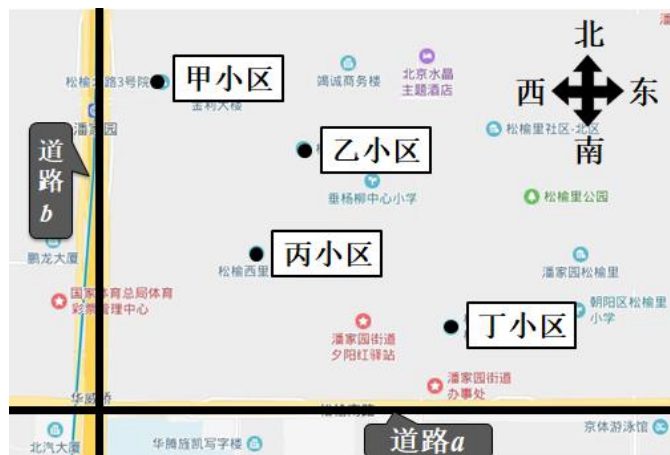 北
西
东
南
松榆
路3号院
甲小区
金利大楼
竭诚商务楼
北京水晶
主题酒店
潘家园
道路b
乙小区
松榆里社区-北区
垂杨柳中心小学
松榆里公园
鹏龙大厦
松榆西里
丙小区
潘家园松榆里
国家体育总局体育
彩票管理中心
朝阳区松榆里
小学
丁小区
潘家园街道
夕阳红驿站
潘家园街道
办事处
华威桥
松榆南路
道路a
北汽大厦
华腾旌凯写字楼
京体游泳馆